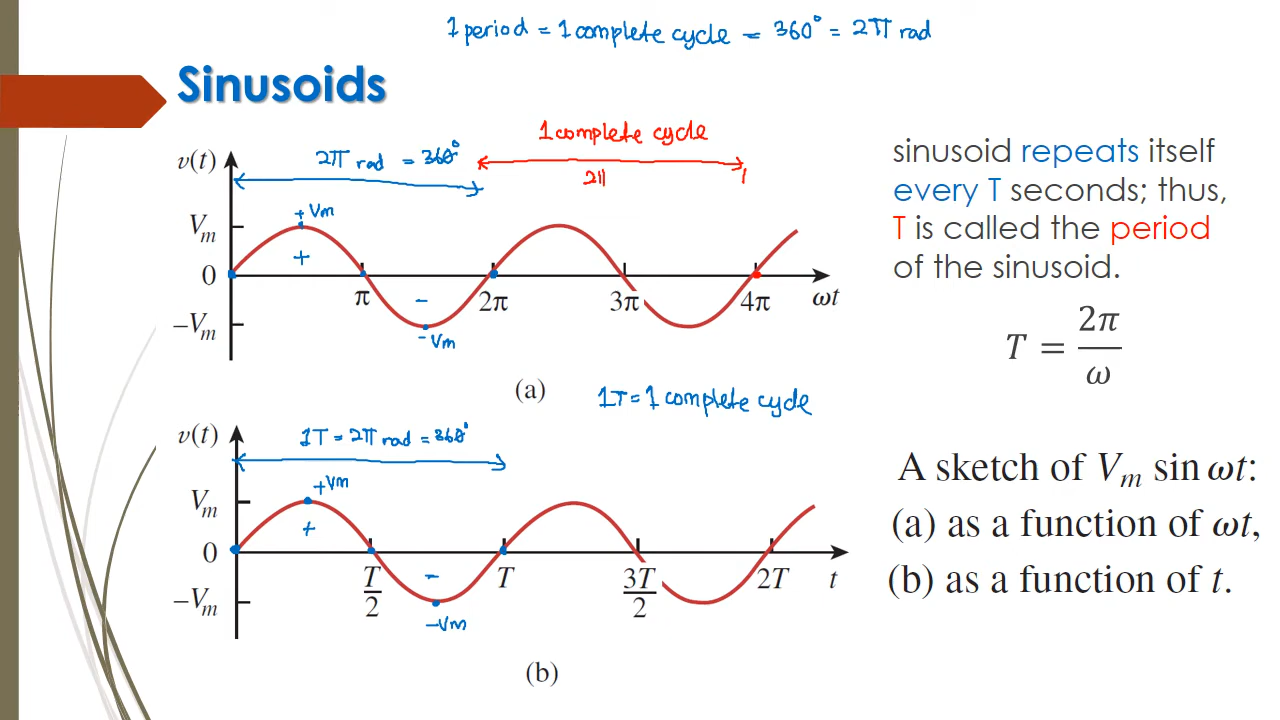 1 period = 1 complete cycle = 360° = 2π rad
Sinusoids
1 complete cycle
2π rad = 360°
2π
v(t)
+Vm
Vm
+
0
π
-
2π
3π
4π
ωt
–Vm
-Vm
(a)
1T = 1 complete cycle
v(t)
1T = 2π rad = 360°
+Vm
Vm
+
0
T/2
-
T
3T/2
2T
t
–Vm
-Vm
(b)
sinusoid repeats itself
every T seconds; thus,
T is called the period
of the sinusoid.
T = 2π/ω
A sketch of Vm sin ωt:
(a) as a function of ωt,
(b) as a function of t.